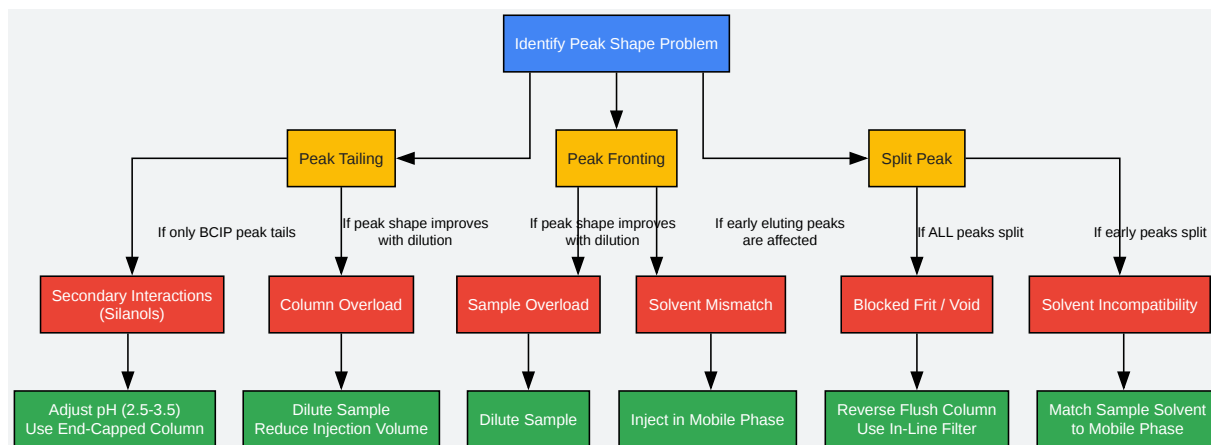 Identify Peak Shape Problem
Peak Tailing
Peak Fronting
Split Peak
If only BCIP peak tails
If peak shape improves
with dilution
If peak shape improves
with dilution
If early eluting peaks
are affected
If ALL peaks split
If early peaks split
Secondary Interactions
(Silanols)
Column Overload
Sample Overload
Solvent Mismatch
Blocked Frit / Void
Solvent Incompatibility
Adjust pH (2.5-3.5)
Use End-Capped Column
Dilute Sample
Reduce Injection Volume
Dilute Sample
Inject in Mobile Phase
Reverse Flush Column
Use In-Line Filter
Match Sample Solvent
to Mobile Phase